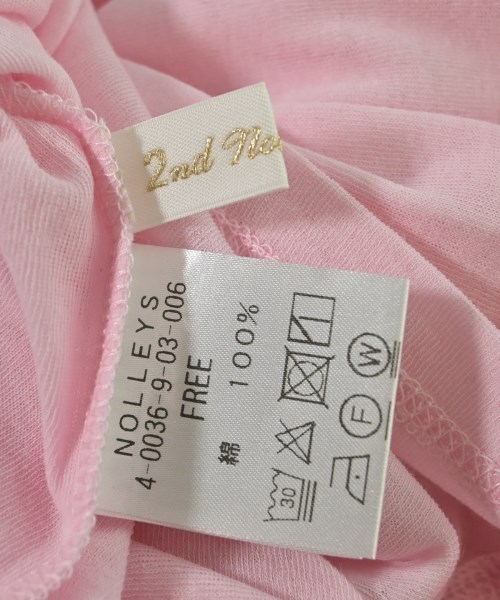 2nd No
NOLLEYS
4-0036-9-03-006
FREE
綿 100%
30
W
F